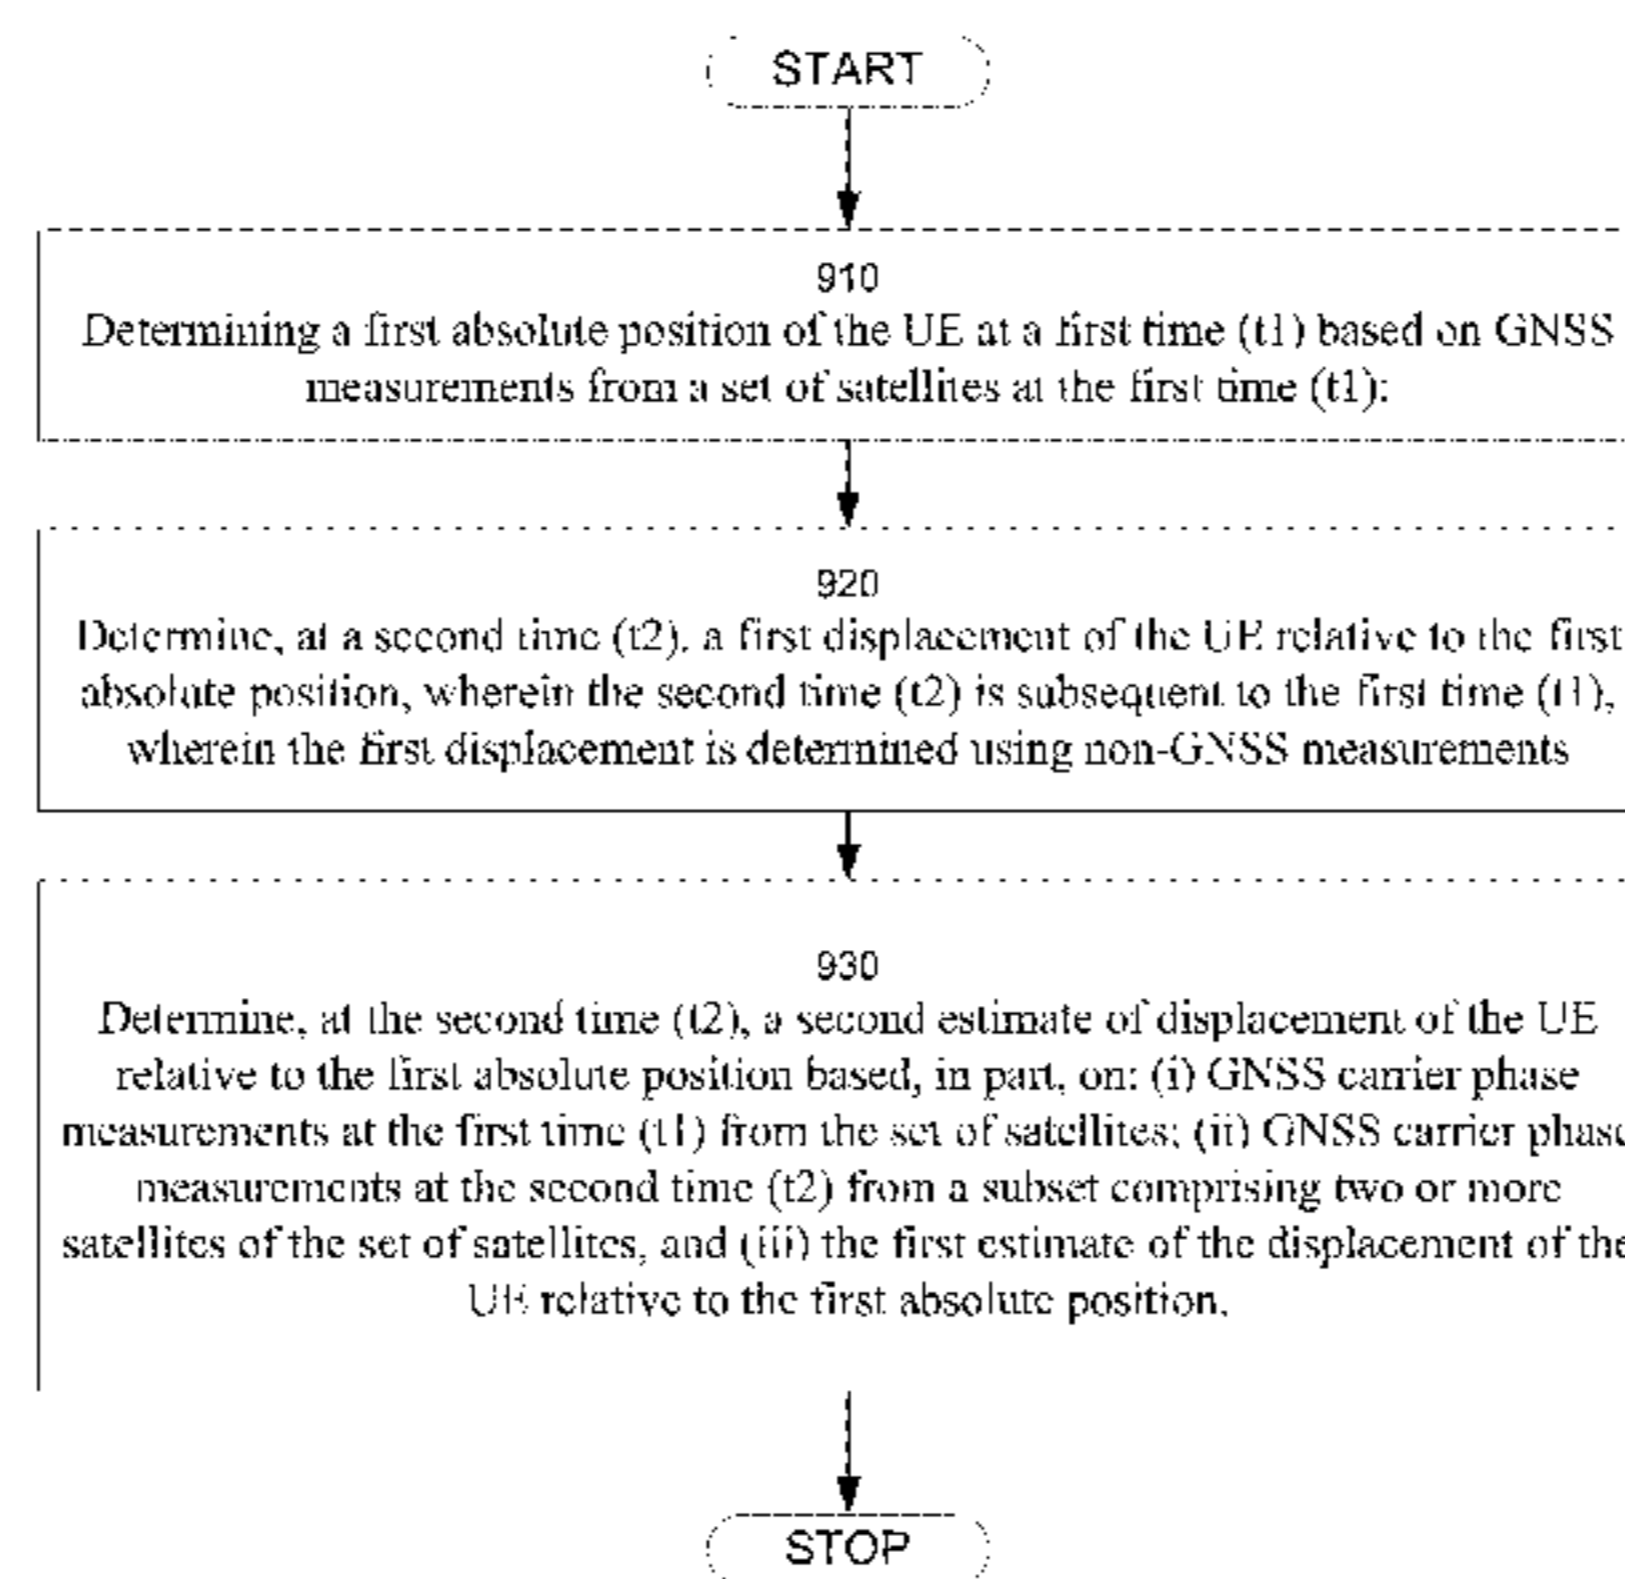 START
910
Determining a first absolute position of the UE at a first time (t1) based on GNSS
measurements from a set of satellites at the first time (t1):
920
Determine, at a second time (t2), a first displacement of the UE relative to the first
absolute position, wherein the second time (t2) is subsequent to the first time (t1),
wherein the first displacement is determined using non-GNSS measurements
930
Determine, at the second time (t2), a second estimate of displacement of the UE
relative to the first absolute position based, in part, on: (i) GNSS carrier phase
measurements at the first time (t1) from the set of satellites; (ii) GNSS carrier phase
measurements at the second time (t2) from a subset comprising two or more
satellites of the set of satellites, and (iii) the first estimate of the displacement of the
UE relative to the first absolute position.
STOP